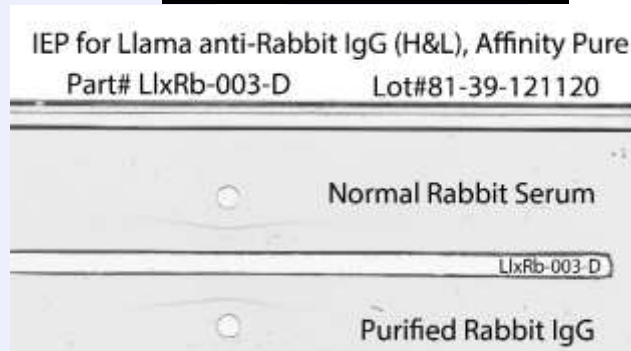 IEP for Llama anti-Rabbit IgG (H&L), Affinity Pure
Part# LlxRb-003-D Lot#81-39-121120
Normal Rabbit Serum
LlxRb-003-D
Purified Rabbit IgG